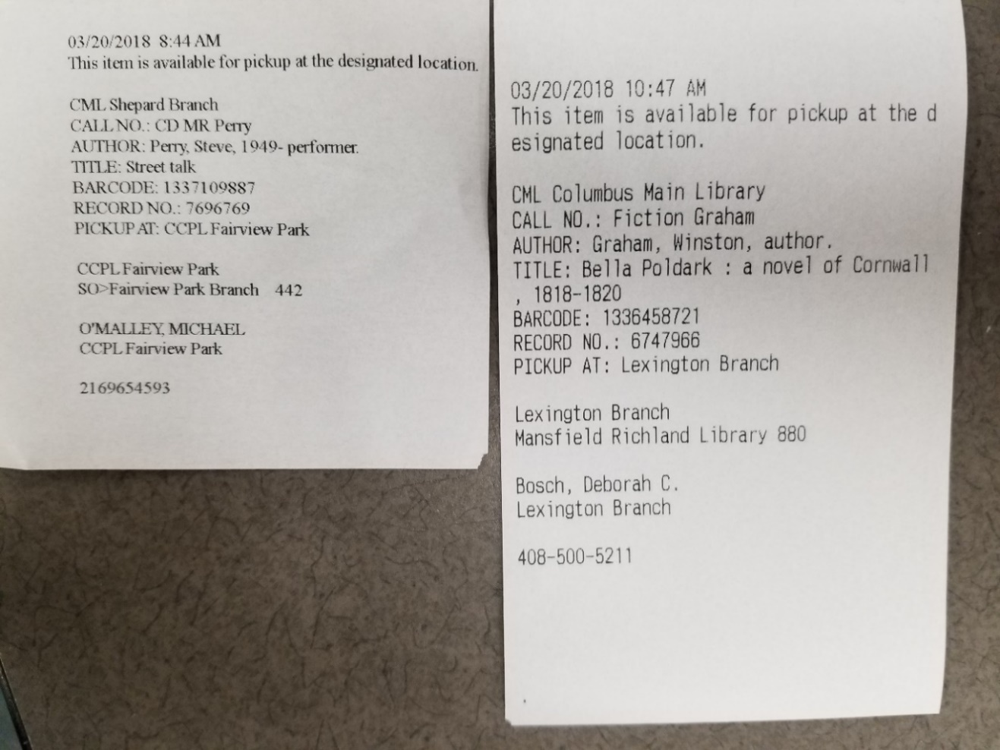 03/20/2018 8:44 AM
This item is available for pickup at the designated location.
CML Shepard Branch
CALL NO.: CD MR Perry
AUTHOR: Perry, Steve, 1949- performer.
TITLE: Street talk
BARCODE: 1337109887
RECORD NO.: 7696769
PICKUP AT: CCPL Fairview Park
CCPL Fairview Park
SO>Fairview Park Branch 442
O'MALLEY, MICHAEL
CCPL Fairview Park
2169654593
03/20/2018 10:47 AM
This item is available for pickup at the d
esignated location.
CML Columbus Main Library
CALL NO.: Fiction Graham
AUTHOR: Graham, Winston, author.
TITLE: Bella Poldark : a novel of Cornwall
, 1818-1820
BARCODE: 1336458721
RECORD NO.: 6747966
PICKUP AT: Lexington Branch
Lexington Branch
Mansfield Richland Library 880
Bosch, Deborah C.
Lexington Branch
408-500-5211